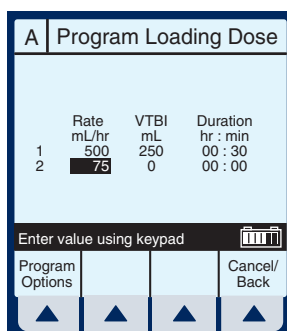 A Program Loading Dose
Rate VTBI Duration
mL/hr mL hr : min
1 500 250 00 : 30
2 75 0 00 : 00
Enter value using keypad
Program Cancel/
Options Back